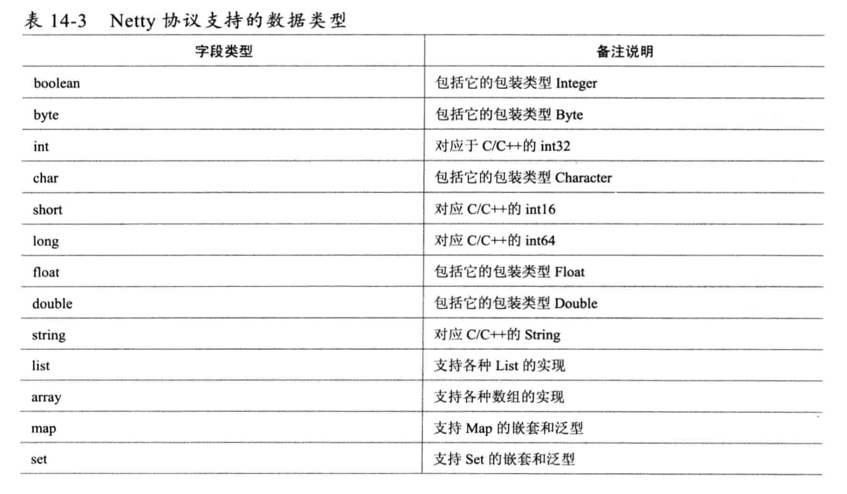 表 14-3 Netty 协议支持的数据类型
字段类型 备注说明
boolean 包括它的包装类型 Integer
byte 包括它的包装类型 Byte
int 对应于 C/C++的 int32
char 包括它的包装类型 Character
short 对应 C/C++的 int16
long 对应 C/C++的 int64
float 包括它的包装类型 Float
double 包括它的包装类型 Double
string 对应 C/C++的 String
list 支持各种 List 的实现
array 支持各种数组的实现
map 支持 Map 的嵌套和泛型
set 支持 Set 的嵌套和泛型